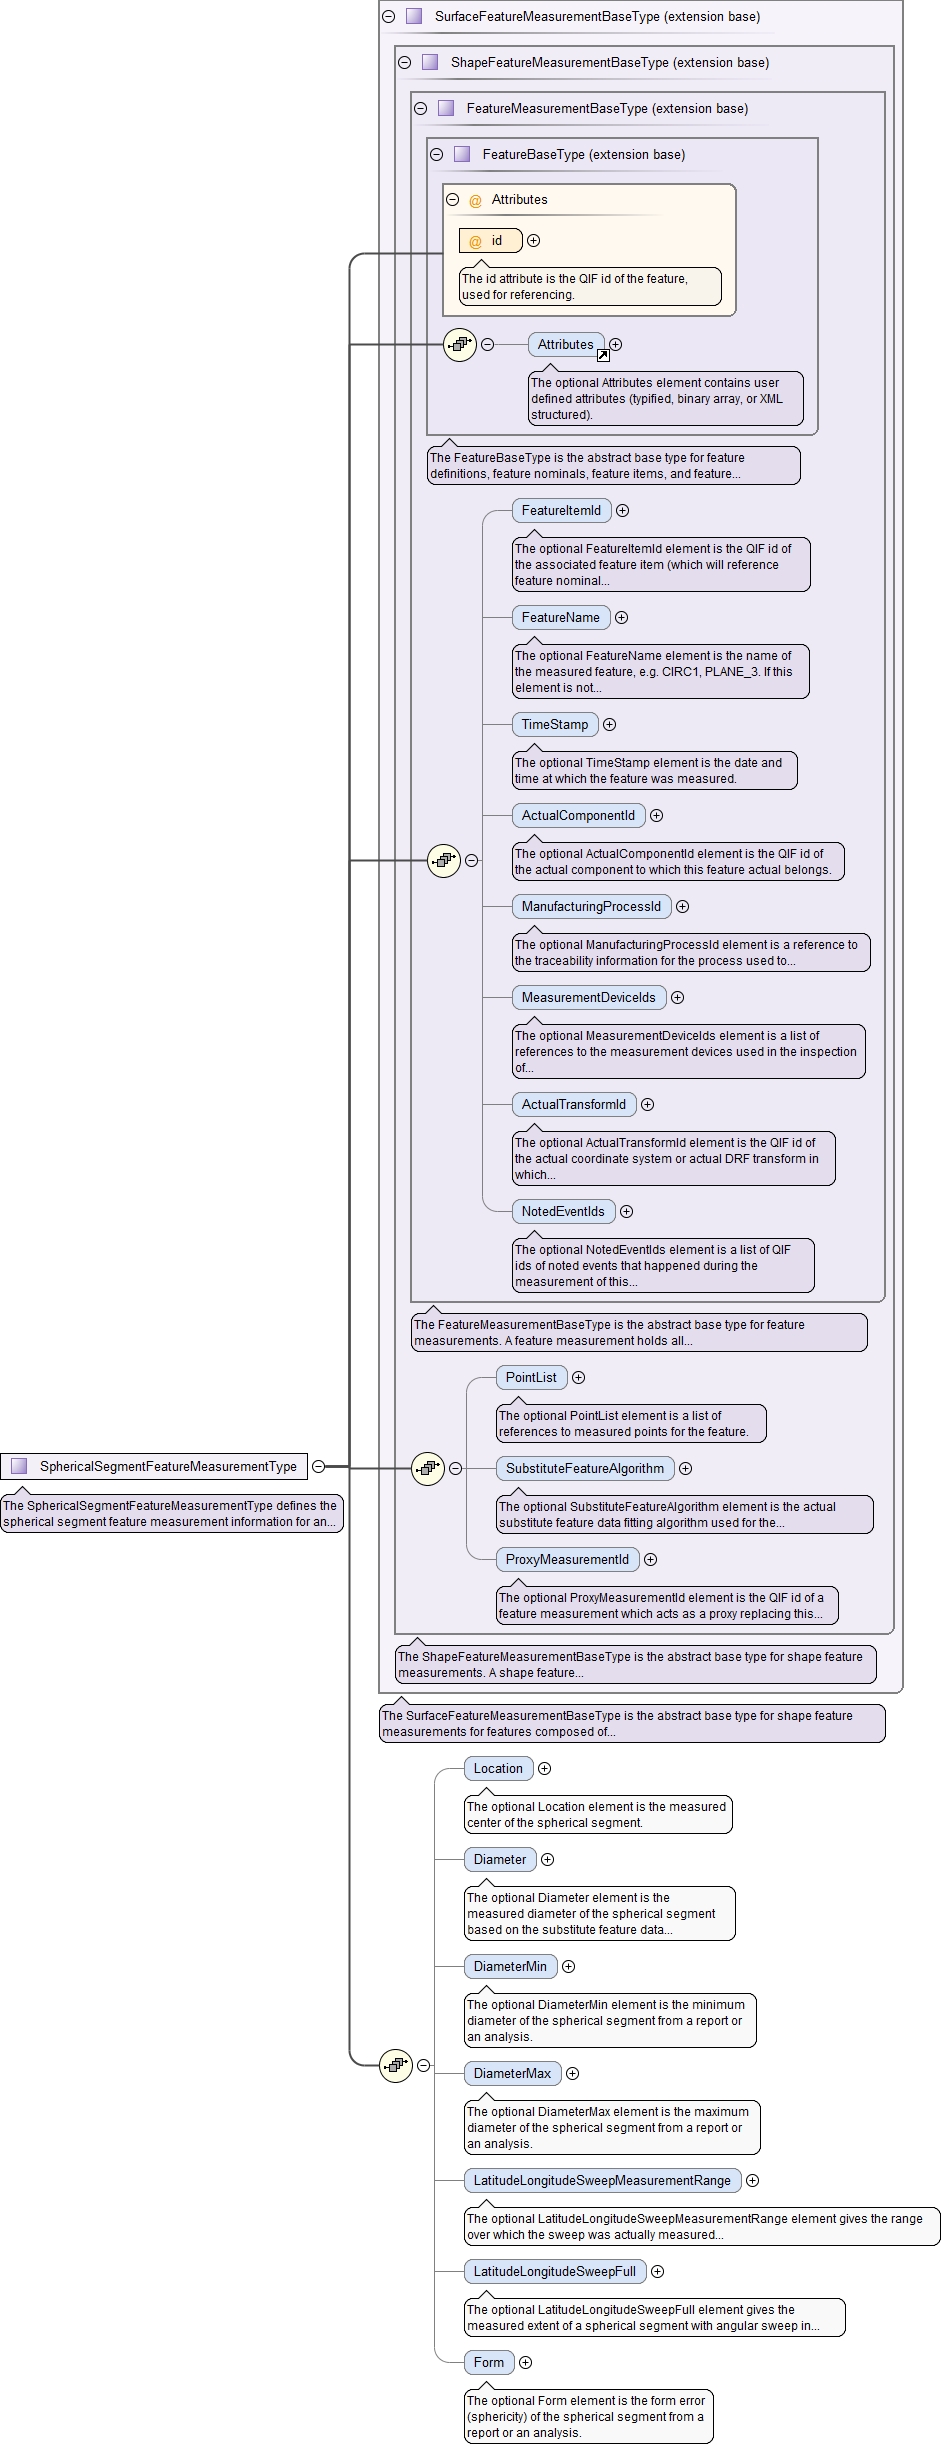 SurfaceFeatureMeasurementBaseType (extension base)
ShapeFeatureMeasurementBaseType (extension base)
FeatureMeasurementBaseType (extension base)
FeatureBaseType (extension base)
@ Attributes
@ id
The id attribute is the QIF id of the feature,
used for referencing.
Attributes
The optional Attributes element contains user
defined attributes (typified, binary array, or XML
structured).
The FeatureBaseType is the abstract base type for feature
definitions, feature nominals, feature items, and feature...
FeatureItemId
The optional FeatureItemId element is the QIF id of
the associated feature item (which will reference
feature nominal...
FeatureName
The optional FeatureName element is the name of
the measured feature, e.g. CIRC1, PLANE_3. If this
element is not...
TimeStamp
The optional TimeStamp element is the date and
time at which the feature was measured.
ActualComponentId
The optional ActualComponentId element is the QIF id of
the actual component to which this feature actual belongs.
ManufacturingProcessId
The optional ManufacturingProcessId element is a reference to
the traceability information for the process used to...
MeasurementDeviceIds
The optional MeasurementDeviceIds element is a list of
references to the measurement devices used in the inspection
of...
ActualTransformId
The optional ActualTransformId element is the QIF id of
the actual coordinate system or actual DRF transform in
which...
NotedEventIds
The optional NotedEventIds element is a list of QIF
ids of noted events that happened during the
measurement of this...
The FeatureMeasurementBaseType is the abstract base type for feature
measurements. A feature measurement holds all...
PointList
The optional PointList element is a list of
references to measured points for the feature.
SphericalSegmentFeatureMeasurementType
The SphericalSegmentFeatureMeasurementType defines the
spherical segment feature measurement information for an...
SubstituteFeatureAlgorithm
The optional SubstituteFeatureAlgorithm element is the actual
substitute feature data fitting algorithm used for the...
ProxyMeasurementId
The optional ProxyMeasurementId element is the QIF id of a
feature measurement which acts as a proxy replacing this...
The ShapeFeatureMeasurementBaseType is the abstract base type for shape feature
measurements. A shape feature...
The SurfaceFeatureMeasurementBaseType is the abstract base type for shape feature
measurements for features composed of...
Location
The optional Location element is the measured
center of the spherical segment.
Diameter
The optional Diameter element is the
measured diameter of the spherical segment
based on the substitute feature data...
DiameterMin
The optional DiameterMin element is the minimum
diameter of the spherical segment from a report or
an analysis.
DiameterMax
The optional DiameterMax element is the maximum
diameter of the spherical segment from a report or
an analysis.
LatitudeLongitudeSweepMeasurementRange
The optional LatitudeLongitudeSweepMeasurementRange element gives the range
over which the sweep was actually measured...
LatitudeLongitudeSweepFull
The optional LatitudeLongitudeSweepFull element gives the
measured extent of a spherical segment with angular sweep in...
Form
The optional Form element is the form error
(sphericity) of the spherical segment from a
report or an analysis.